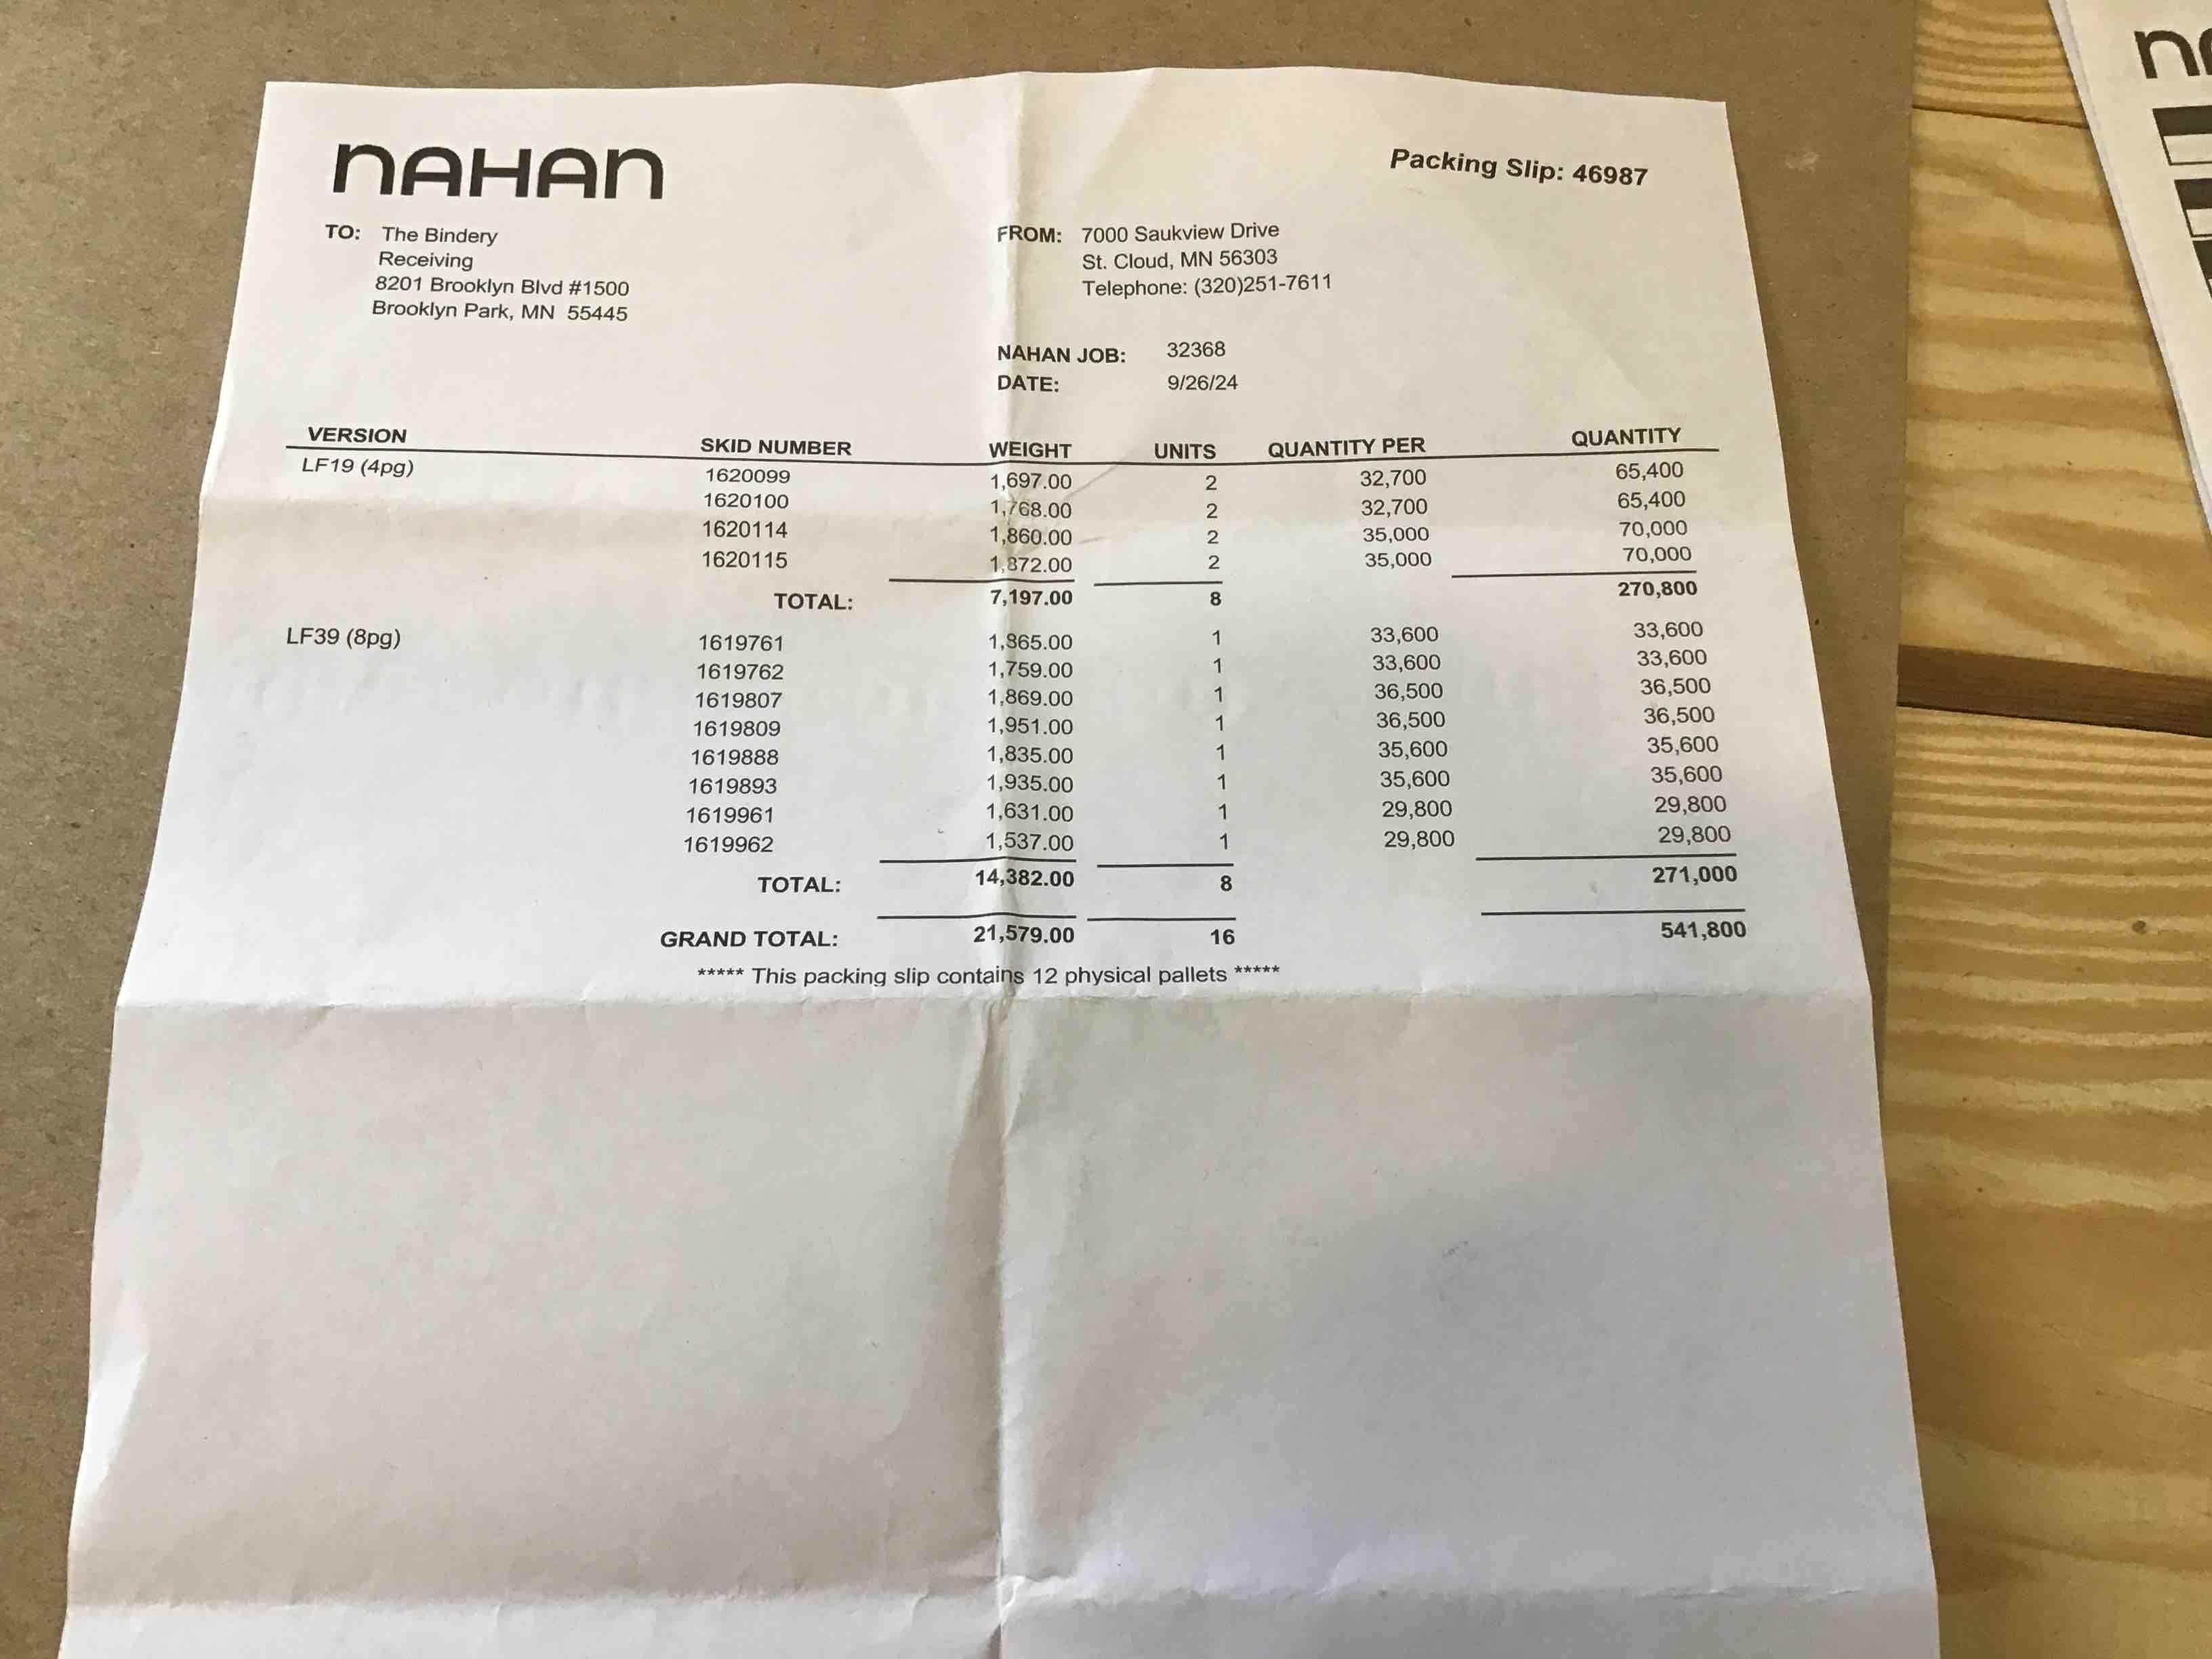 NAHAN
Packing Slip: 46987
TO: The Bindery
Receiving
8201 Brooklyn Blvd #1500
Brooklyn Park, MN 55445
FROM: 7000 Saukview Drive
St. Cloud, MN 56303
Telephone: (320)251-7611
NAHAN JOB: 32368
DATE: 9/26/24
VERSION SKID NUMBER WEIGHT UNITS QUANTITY PER QUANTITY
LF19 (4pg) 1620099 1,697.00 2 32,700 65,400
1620100 1,768.00 2 32,700 65,400
1620114 1,860.00 2 35,000 70,000
1620115 1,872.00 2 35,000 70,000
TOTAL: 7,197.00 8 270,800
LF39 (8pg) 1619761 1,865.00 1 33,600 33,600
1619762 1,759.00 1 33,600 33,600
1619807 1,869.00 1 36,500 36,500
1619809 1,951.00 1 36,500 36,500
1619888 1,835.00 1 35,600 35,600
1619893 1,935.00 1 35,600 35,600
1619961 1,631.00 1 29,800 29,800
1619962 1,537.00 1 29,800 29,800
TOTAL: 14,382.00 8 271,000
GRAND TOTAL: 21,579.00 16 541,800
***** This packing slip contains 12 physical pallets *****